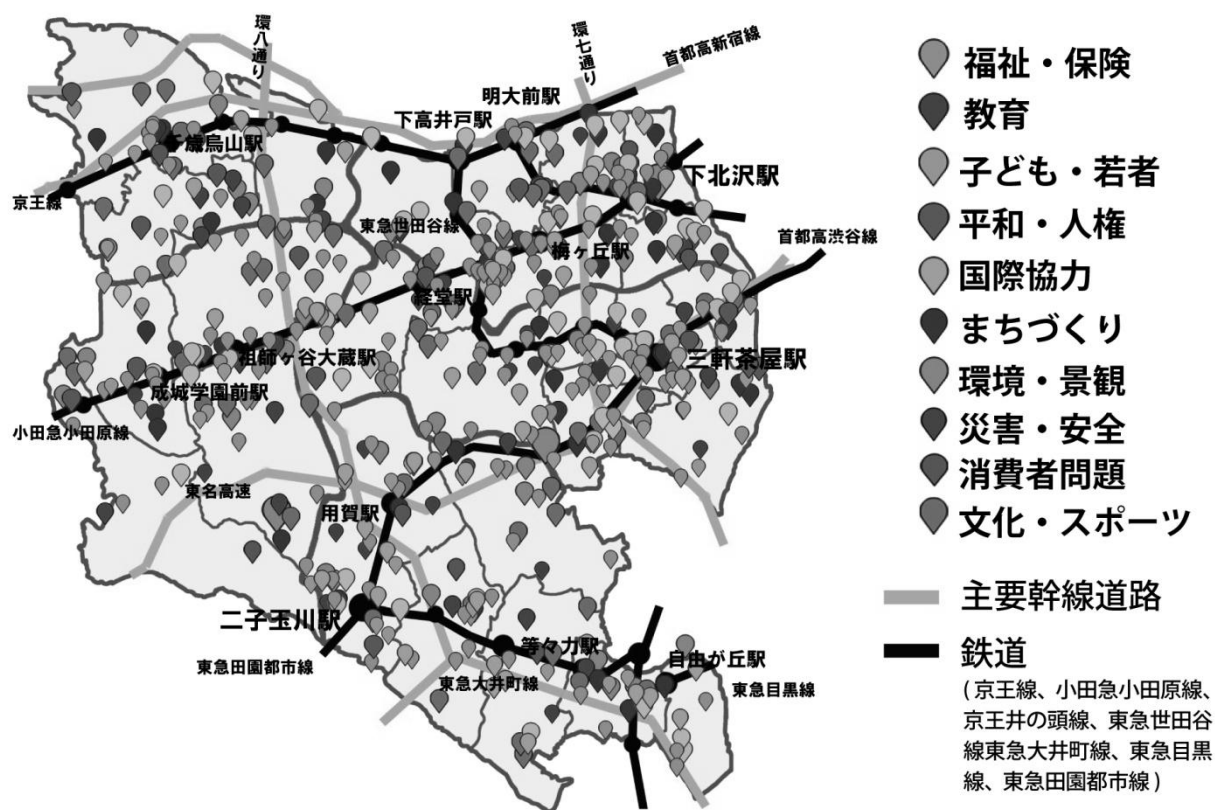 環八通り
環七通り
首都高新宿線
明大前駅
下高井戸駅
千歳烏山駅
下北沢駅
京王線
東急世田谷線
梅ヶ丘駅
首都高渋谷線
経堂駅
祖師ヶ谷大蔵駅
三軒茶屋駅
成城学園前駅
小田急小田原線
東名高速
用賀駅
二子玉川駅
等々力駅
自由が丘駅
東急田園都市線
東急大井町線
東急目黒線
福祉・保険
教育
子ども・若者
平和・人権
国際協力
まちづくり
環境・景観
災害・安全
消費者問題
文化・スポーツ
主要幹線道路
鉄道
(京王線、小田急小田原線、
京王井の頭線、東急世田谷
線東急大井町線、東急目黒
線、東急田園都市線)